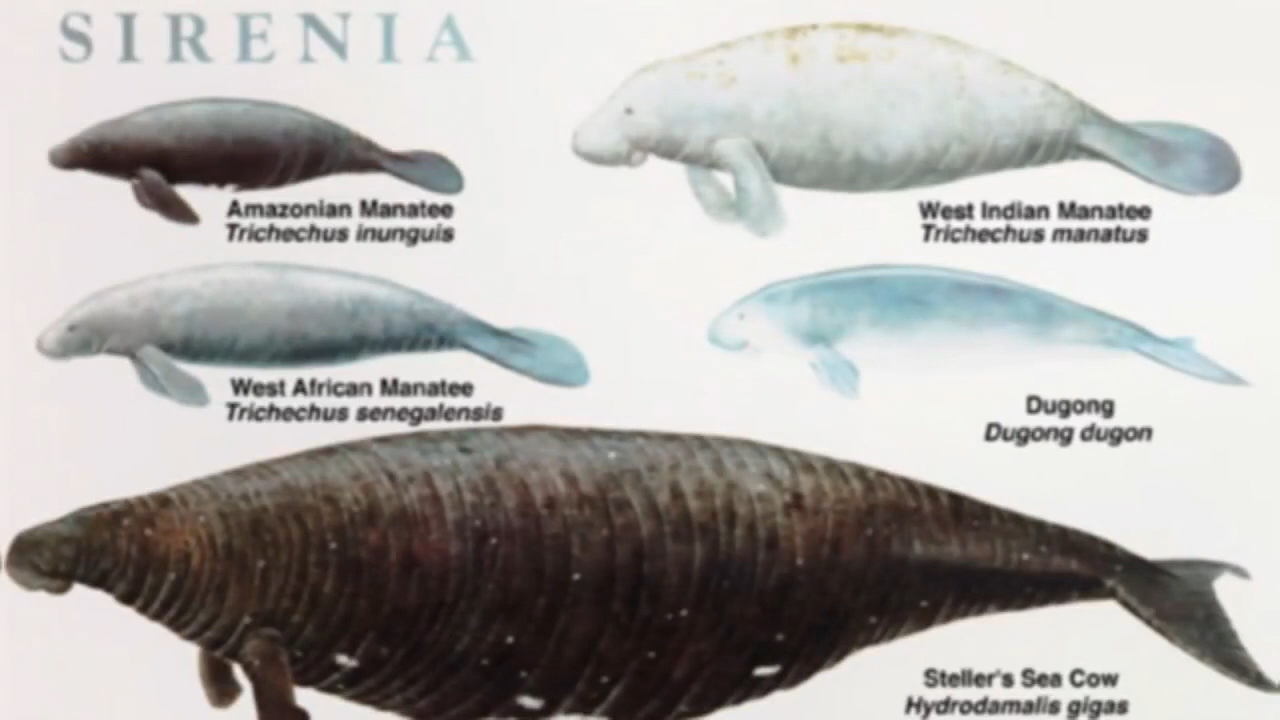 SIRENIA
Amazonian Manatee
Trichechus inunguis
West Indian Manatee
Trichechus manatus
West African Manatee
Trichechus senegalensis
Dugong
Dugong dugon
Steller's Sea Cow
Hydrodamalis gigas